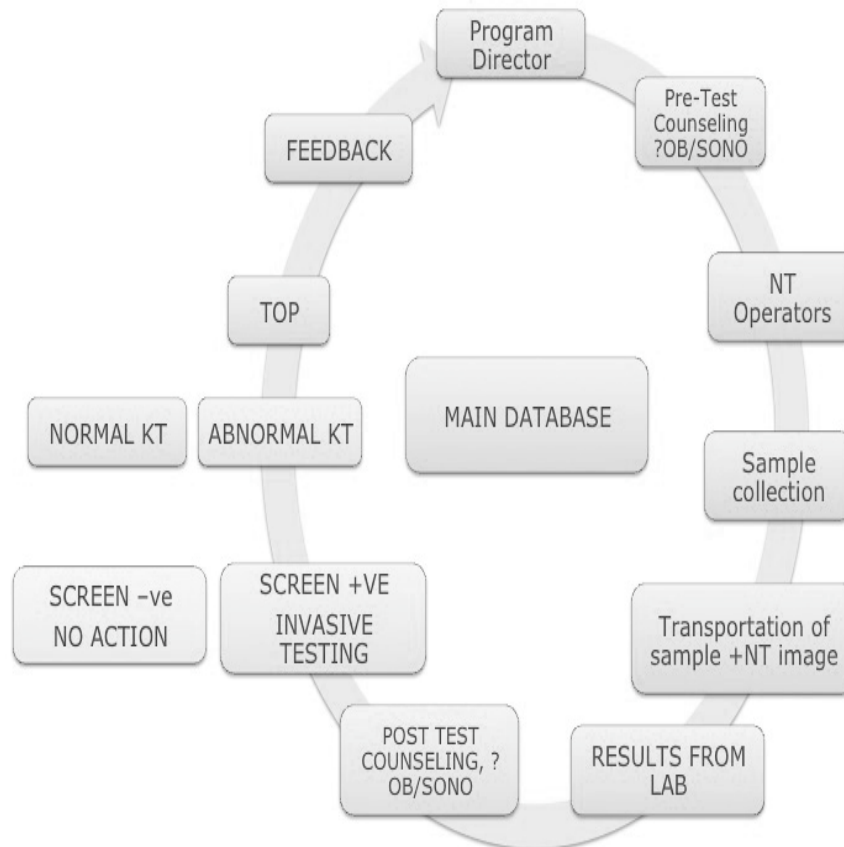 Program
Director
Pre-Test
Counseling
?OB/SONO
NT
Operators
Sample
collection
Transportation of
sample +NT image
RESULTS FROM
LAB
POST TEST
COUNSELING, ?
OB/SONO
SCREEN +VE
INVASIVE
TESTING
SCREEN –ve
NO ACTION
ABNORMAL KT
NORMAL KT
TOP
FEEDBACK
MAIN DATABASE